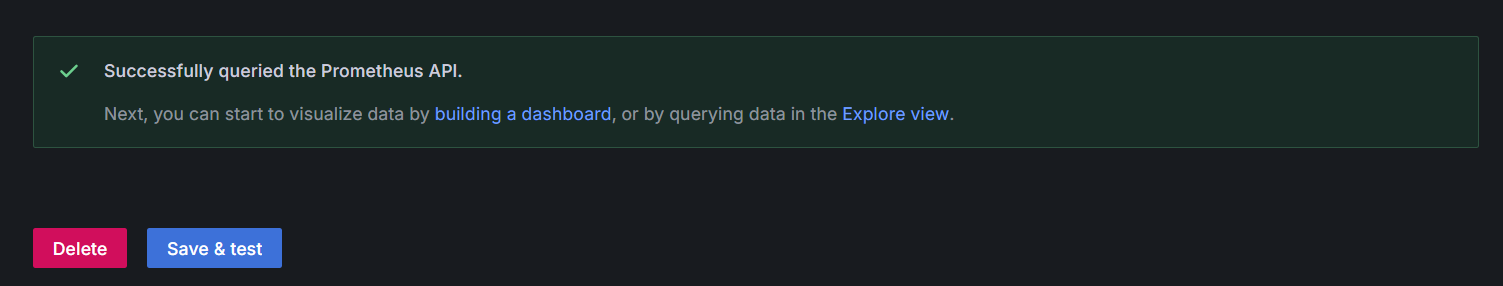 Successfully queried the Prometheus API.
Next, you can start to visualize data by building a dashboard, or by querying data in the Explore view.
Delete
Save & test